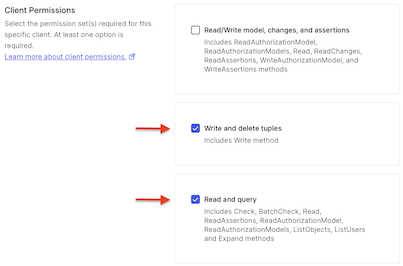 Client Permissions
Select the permission set(s) required for this
specific client. At least one option is
required.
Learn more about client permissions.
Read/Write model, changes, and assertions
Includes ReadAuthorizationModel,
ReadAuthorizationModels, Read, ReadChanges,
ReadAssertions, WriteAuthorizationModel, and
WriteAssertions methods
Write and delete tuples
Includes Write method
Read and query
Includes Check, BatchCheck, Read,
ReadAssertions, ReadAuthorizationModel,
ReadAuthorizationModels, ListObjects, ListUsers
and Expand methods